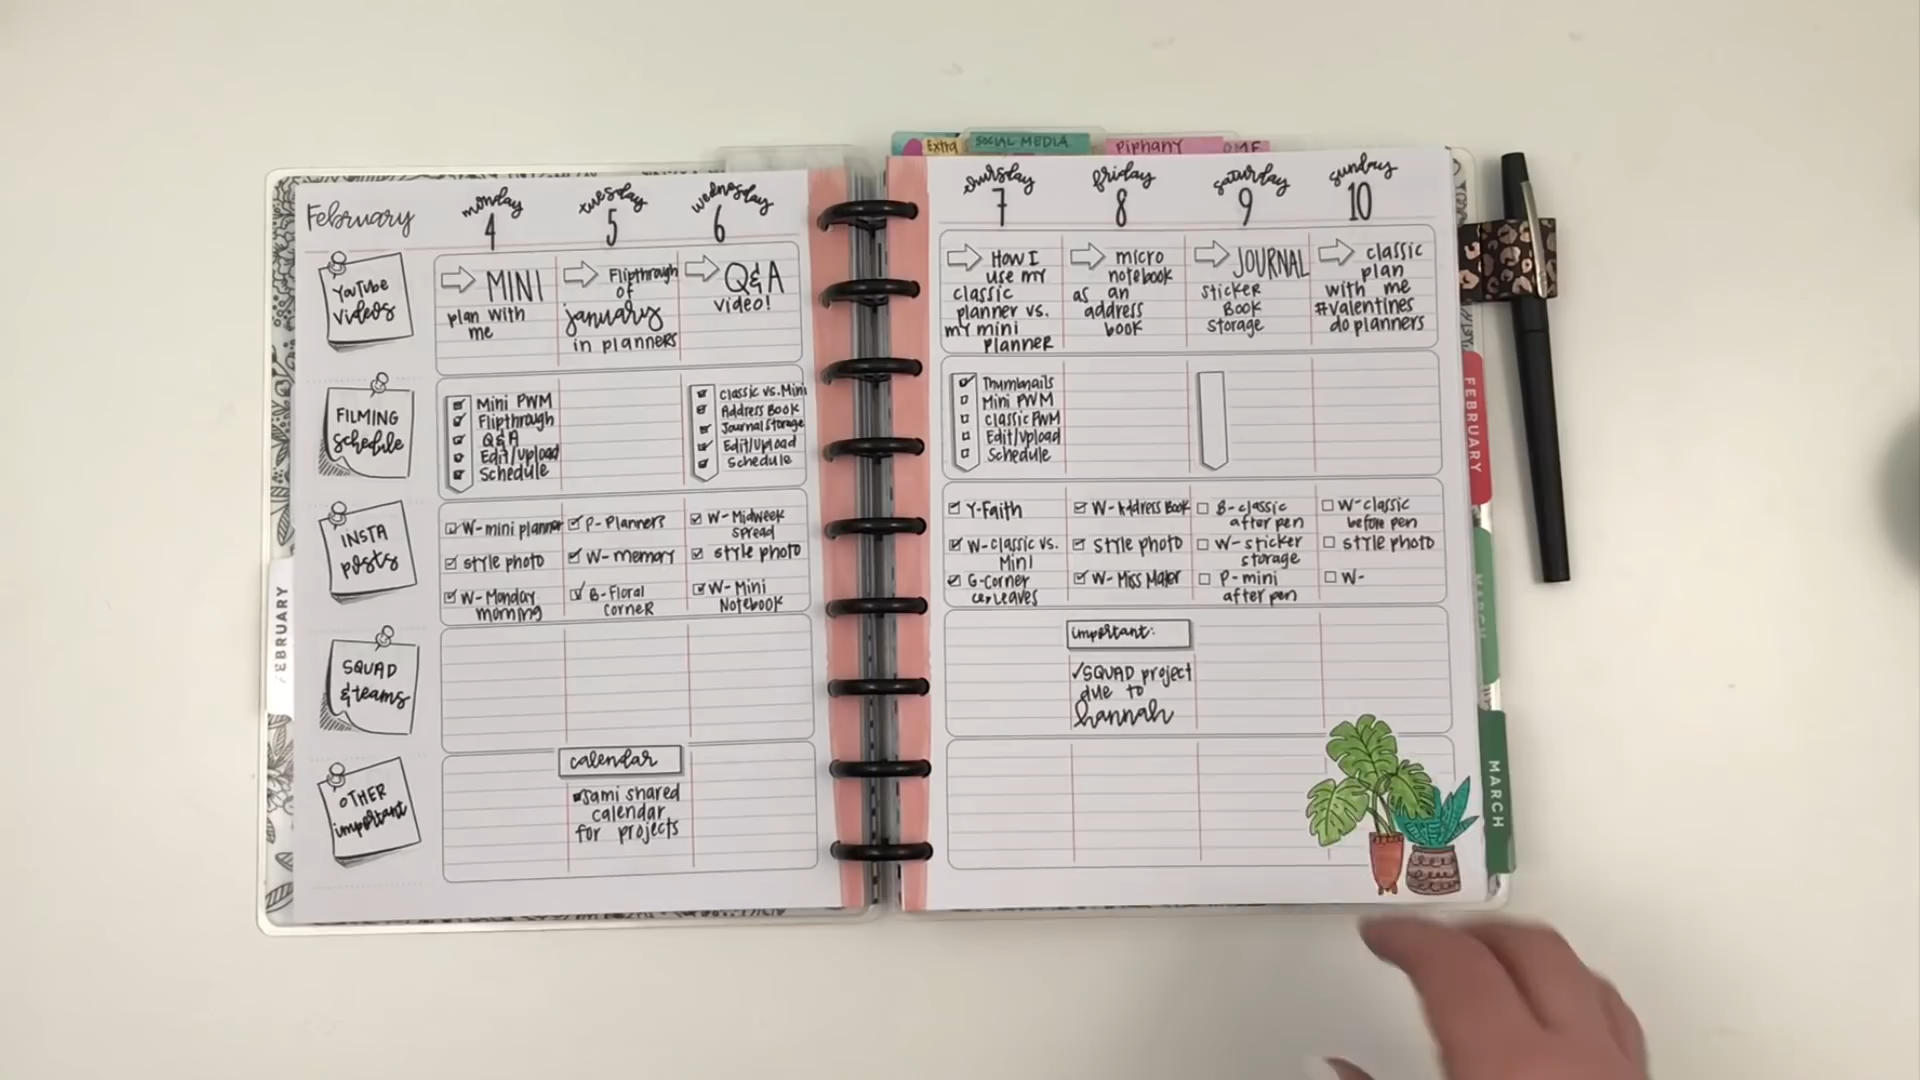 Extra
SOCIAL MEDIA
PIPHANY
February
monday
4
tuesday
5
wednesday
6
thursday
7
friday
8
saturday
9
sunday
10
YouTube
videos
MINI
plan with
me
Flipthrough
of
january
in planners
Q&A
video!
HOW I
use my
classic
planner vs.
my mini
planner
micro
notebook
as an
address
book
JOURNAL
sticker
Book
storage
classic
plan
with me
#valentines
do planners
FILMING
schedule
Mini PWM
Flipthrough
Q&A
Edit/Upload
Schedule
Classic vs. Mini
Address Book
Journal Storage
Edit/Upload
Schedule
Thumbnails
Mini PWM
Classic PWM
Edit/Upload
Schedule
INSTA
posts
W-mini planner
style photo
W-Monday
morning
P-Planners
W-memory
B-Floral
corner
W-Midweek
spread
style photo
W-Mini
Notebook
Y-Faith
W-Classic vs.
Mini
G-Corner
W-Address Book
style photo
W-Miss Maker
B-classic
after pen
W-sticker
storage
P-mini
after pen
W-classic
before pen
style photo
W-
SQUAD
& teams
important:
✓SQUAD project
due to
hannah
OTHER
important
calendar
sami shared
calendar
for projects
FEBRUARY
MARCH